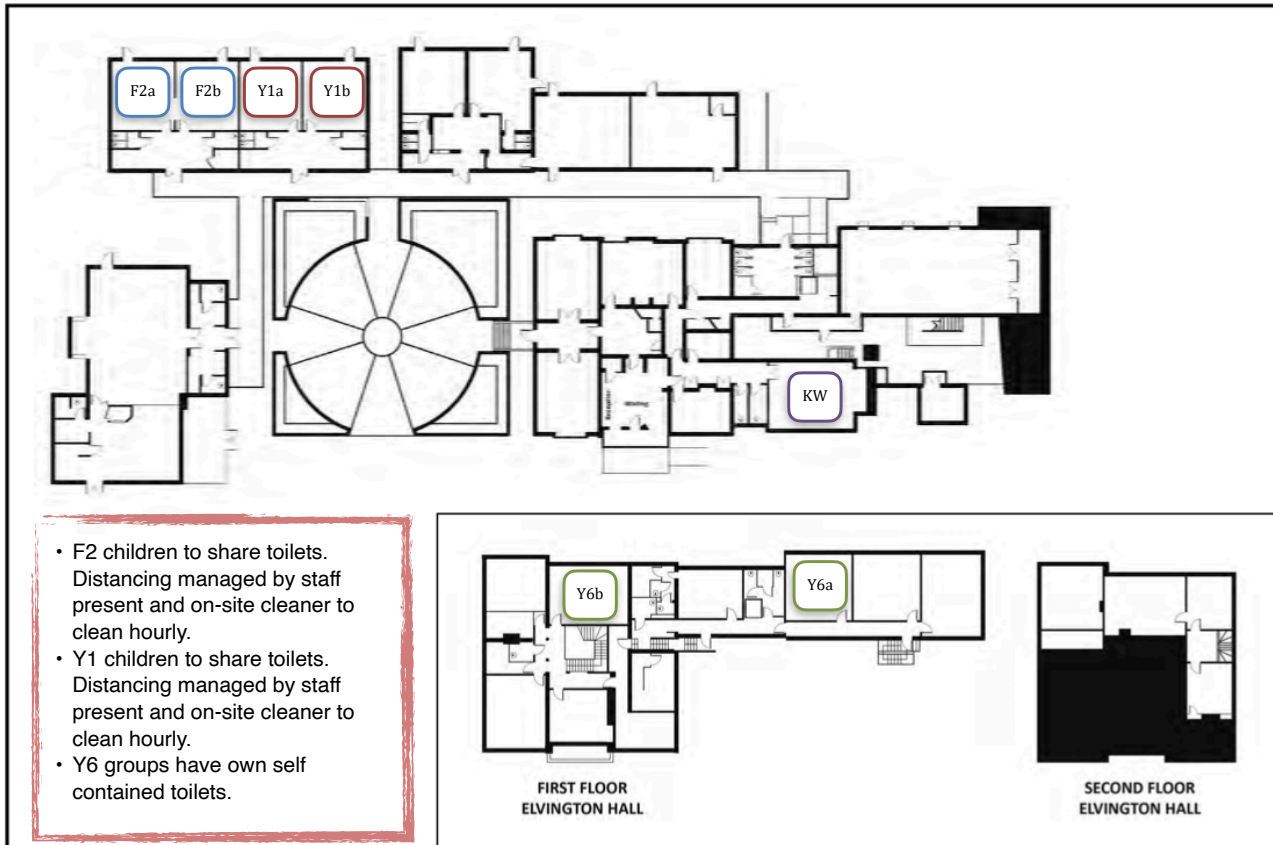 F2a
F2b
Y1a
Y1b
KW
Reception
Waiting
• F2 children to share toilets.
Distancing managed by staff
present and on-site cleaner to
clean hourly.
• Y1 children to share toilets.
Distancing managed by staff
present and on-site cleaner to
clean hourly.
• Y6 groups have own self
contained toilets.
Y6b
Y6a
FIRST FLOOR
ELVINGTON HALL
SECOND FLOOR
ELVINGTON HALL